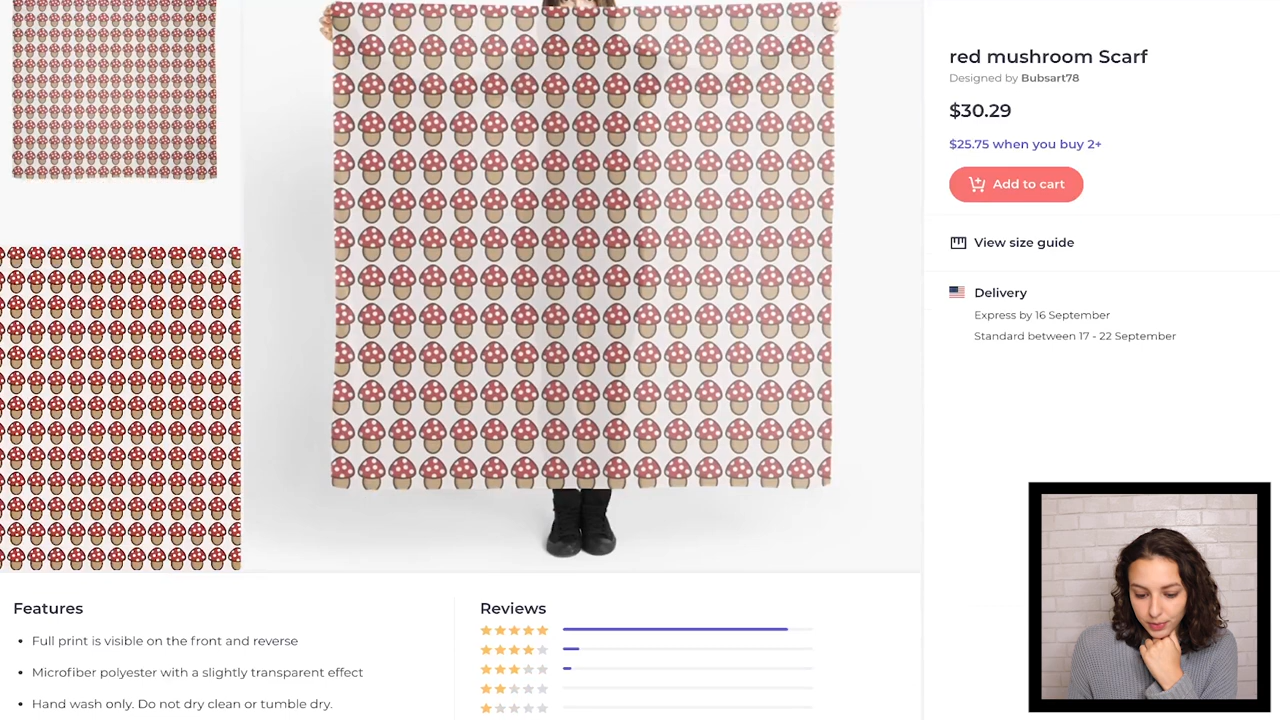 red mushroom Scarf
Designed by Bubsart78
$30.29
$25.75 when you buy 2+
Add to cart
View size guide
Delivery
Express by 16 September
Standard between 17 - 22 September
Features
• Full print is visible on the front and reverse
• Microfiber polyester with a slightly transparent effect
• Hand wash only. Do not dry clean or tumble dry.
Reviews